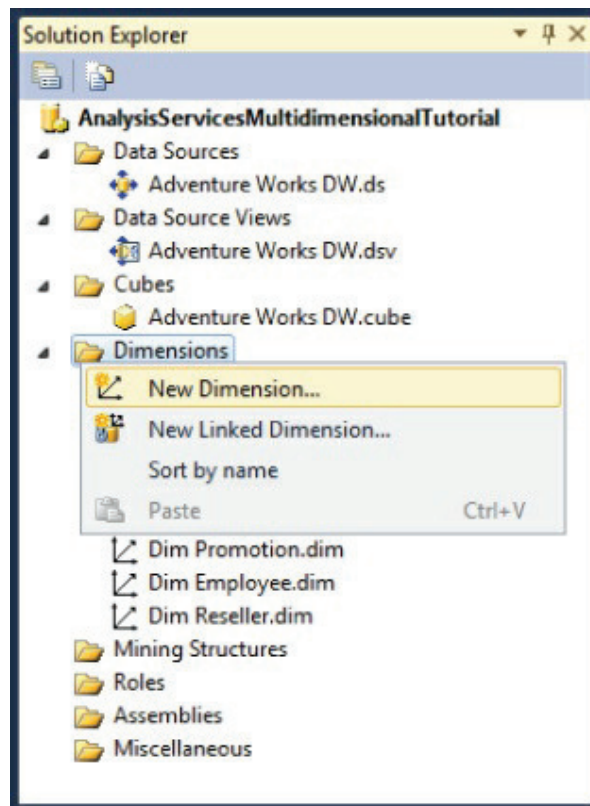 Solution Explorer
AnalysisServicesMultidimensionalTutorial
Data Sources
Adventure Works DW.ds
Data Source Views
Adventure Works DW.dsv
Cubes
Adventure Works DW.cube
Dimensions
New Dimension...
New Linked Dimension...
Sort by name
Paste Ctrl+V
Dim Promotion.dim
Dim Employee.dim
Dim Reseller.dim
Mining Structures
Roles
Assemblies
Miscellaneous